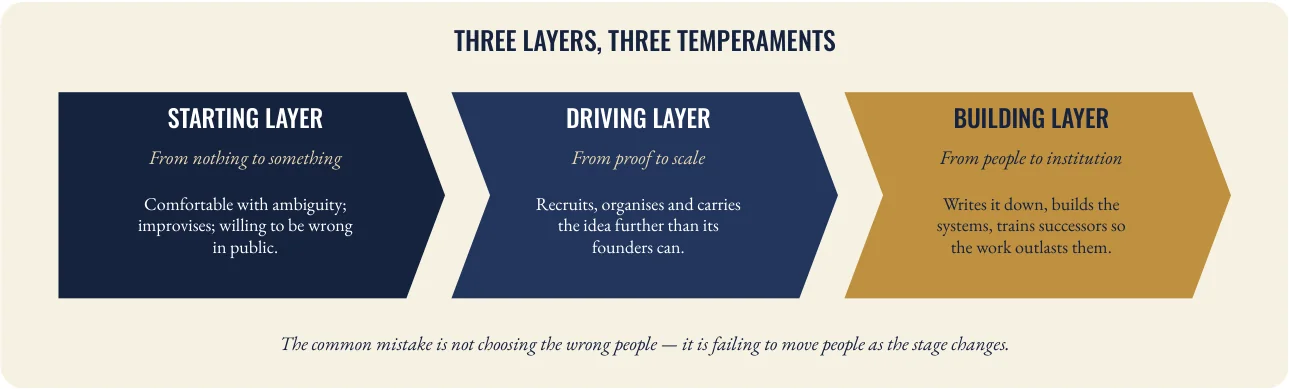 THREE LAYERS, THREE TEMPERAMENTS
STARTING LAYER
From nothing to something
Comfortable with ambiguity;
improvises; willing to be wrong
in public.
DRIVING LAYER
From proof to scale
Recruits, organises and carries
the idea further than its
founders can.
BUILDING LAYER
From people to institution
Writes it down, builds the
systems, trains successors so
the work outlasts them.
The common mistake is not choosing the wrong people — it is failing to move people as the stage changes.